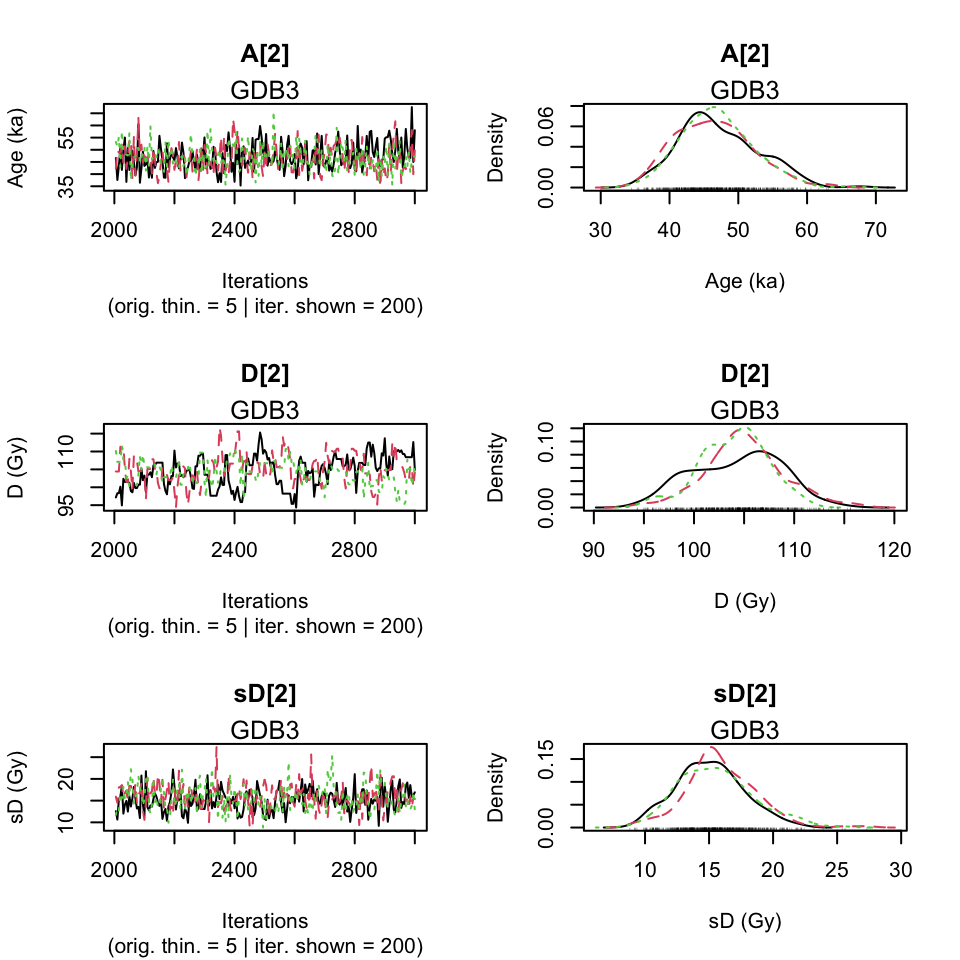 A[2]
GDB3
Age (ka)
35 55
2000 2400 2800
Iterations
(orig. thin. = 5 | iter. shown = 200)
A[2]
GDB3
Density
0.00 0.06
30 40 50 60 70
Age (ka)
D[2]
GDB3
D (Gy)
95 110
2000 2400 2800
Iterations
(orig. thin. = 5 | iter. shown = 200)
D[2]
GDB3
Density
0.00 0.10
90 95 100 110 120
D (Gy)
sD[2]
GDB3
sD (Gy)
10 20
2000 2400 2800
Iterations
(orig. thin. = 5 | iter. shown = 200)
sD[2]
GDB3
Density
0.00 0.15
10 15 20 25 30
sD (Gy)